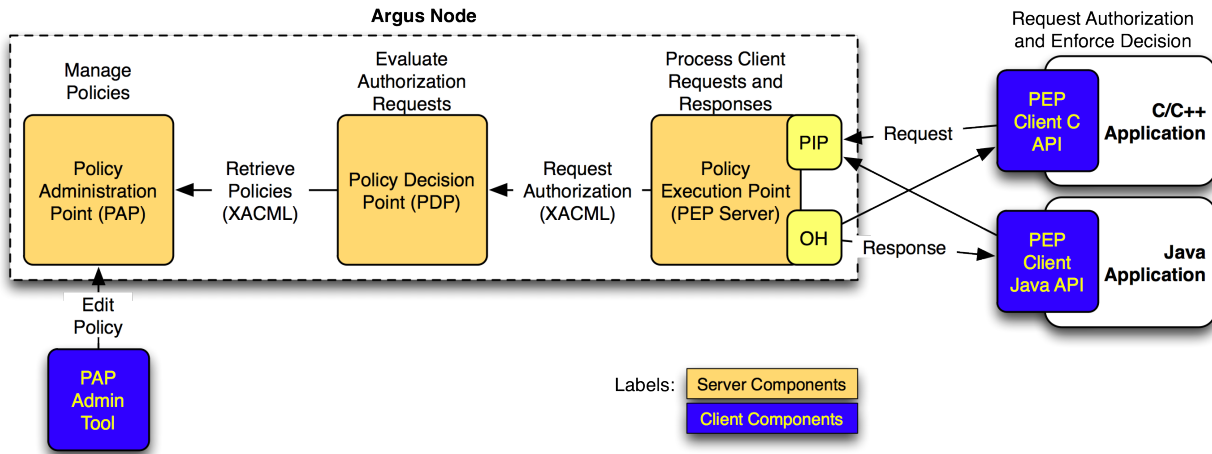 Argus Node
Request Authorization
and Enforce Decision
Manage
Policies
Evaluate
Authorization
Requests
Process Client
Requests and
Responses
Policy
Administration
Point (PAP)
Retrieve
Policies
(XACML)
Policy Decision
Point (PDP)
Request
Authorization
(XACML)
Policy
Execution Point
(PEP Server)
PIP
OH
Request
Response
PEP
Client C
API
C/C++
Application
PEP
Client
Java API
Java
Application
Edit
Policy
PAP
Admin
Tool
Labels:
Server Components
Client Components